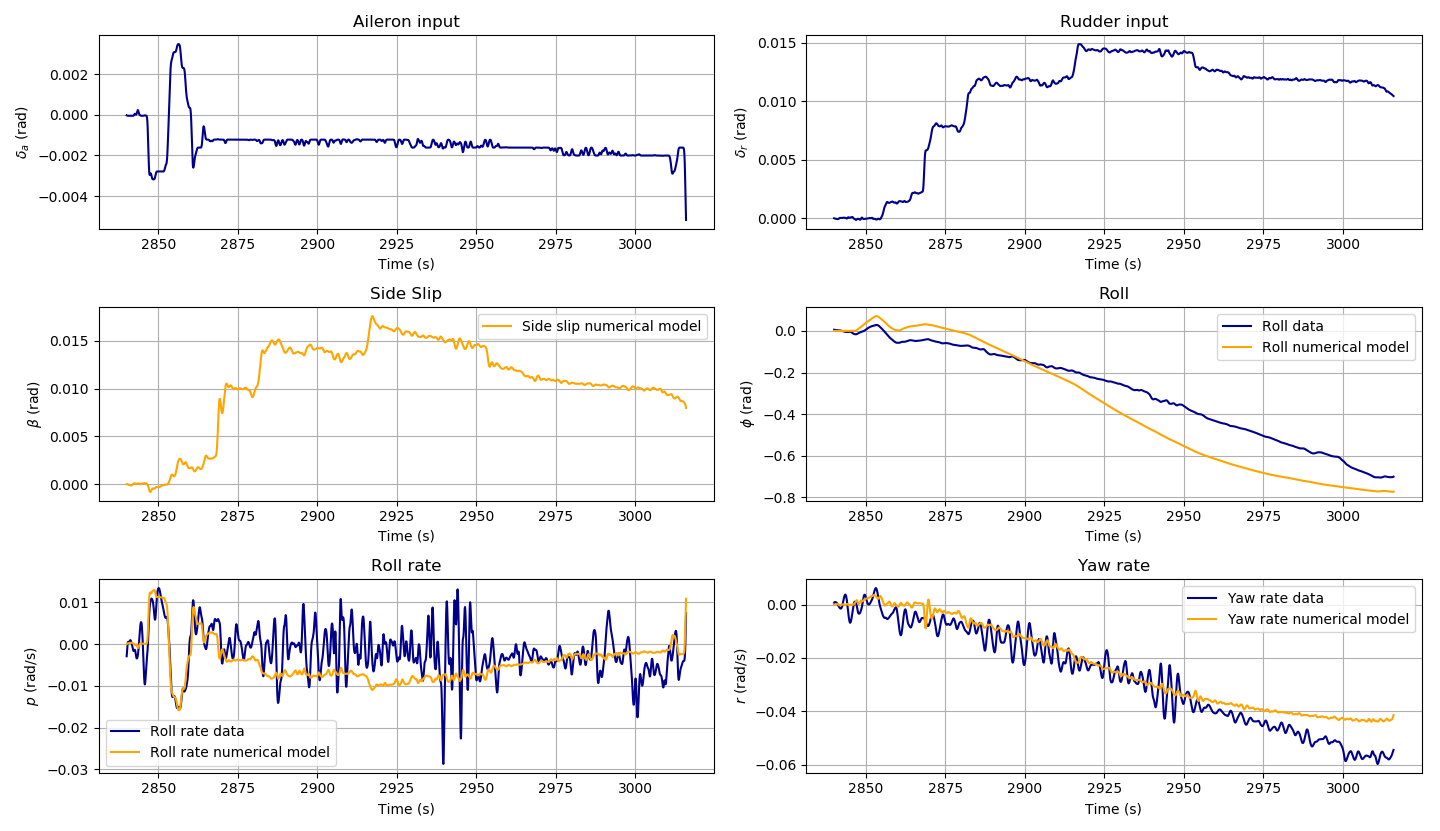 Aileron input
0.002
0.000
−0.002
−0.004
δa (rad)
2850 2875 2900 2925 2950 2975 3000
Time (s)
Rudder input
0.015
0.010
0.005
0.000
δr (rad)
2850 2875 2900 2925 2950 2975 3000
Time (s)
Side Slip
Side slip numerical model
0.015
0.010
0.005
0.000
β (rad)
2850 2875 2900 2925 2950 2975 3000
Time (s)
Roll
Roll data
Roll numerical model
0.0
−0.2
−0.4
−0.6
−0.8
ϕ (rad)
2850 2875 2900 2925 2950 2975 3000
Time (s)
Roll rate
0.01
0.00
−0.01
−0.02
−0.03
p (rad/s)
Roll rate data
Roll rate numerical model
2850 2875 2900 2925 2950 2975 3000
Time (s)
Yaw rate
Yaw rate data
Yaw rate numerical model
0.00
−0.02
−0.04
−0.06
r (rad/s)
2850 2875 2900 2925 2950 2975 3000
Time (s)